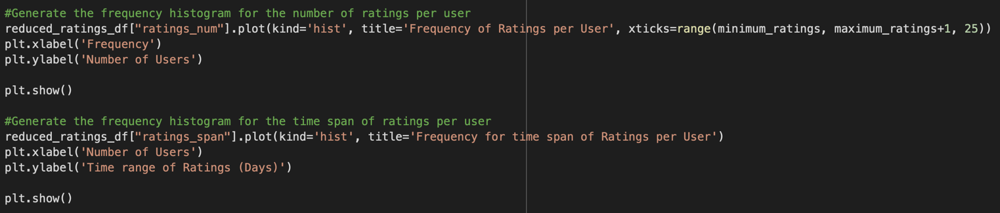 #Generate the frequency histogram for the number of ratings per user
reduced_ratings_df["ratings_num"].plot(kind='hist', title='Frequency of Ratings per User', xticks=range(minimum_ratings, maximum_ratings+1, 25))
plt.xlabel('Frequency')
plt.ylabel('Number of Users')
plt.show()
#Generate the frequency histogram for the time span of ratings per user
reduced_ratings_df["ratings_span"].plot(kind='hist', title='Frequency for time span of Ratings per User')
plt.xlabel('Number of Users')
plt.ylabel('Time range of Ratings (Days)')
plt.show()